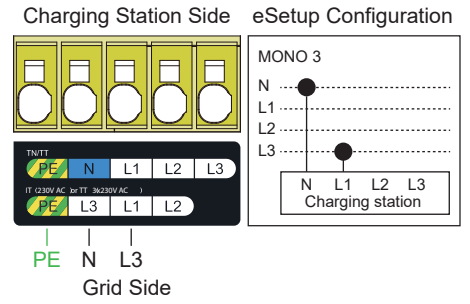 Charging Station Side
eSetup Configuration
MONO 3
N
L1
L2
L3
N L1 L2 L3
Charging station
TN/TT
PE N L1 L2 L3
IT (230V AC )or TT 3x230V AC )
PE L3 L1 L2
PE N L3
Grid Side